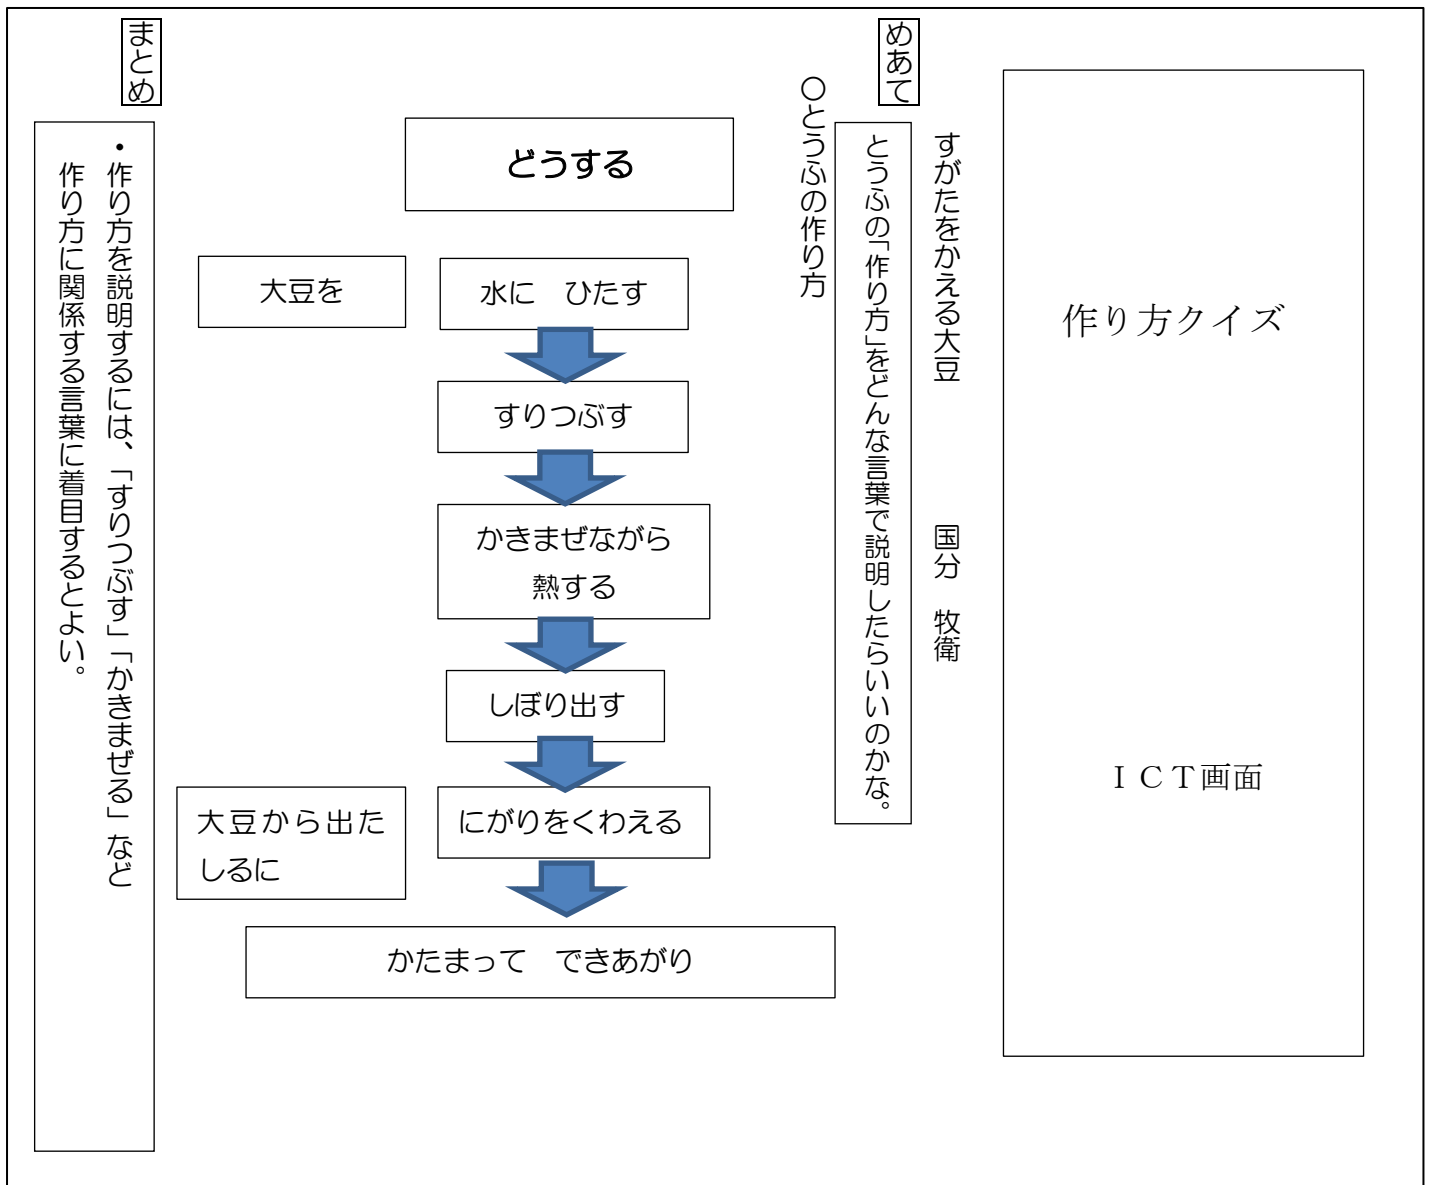 作り方クイズ
ＩＣＴ画面
すがたをかえる大豆　国分　牧衛
めあて
とうふの「作り方」をどんな言葉で説明したらいいのかな。
○とうふの作り方
どうする
大豆を
水に　ひたす
すりつぶす
かきまぜながら
熱する
しぼり出す
大豆から出た
しるに
にがりをくわえる
かたまって　できあがり
まとめ
・作り方を説明するには、「すりつぶす」「かきまぜる」など
作り方に関係する言葉に着目するとよい。